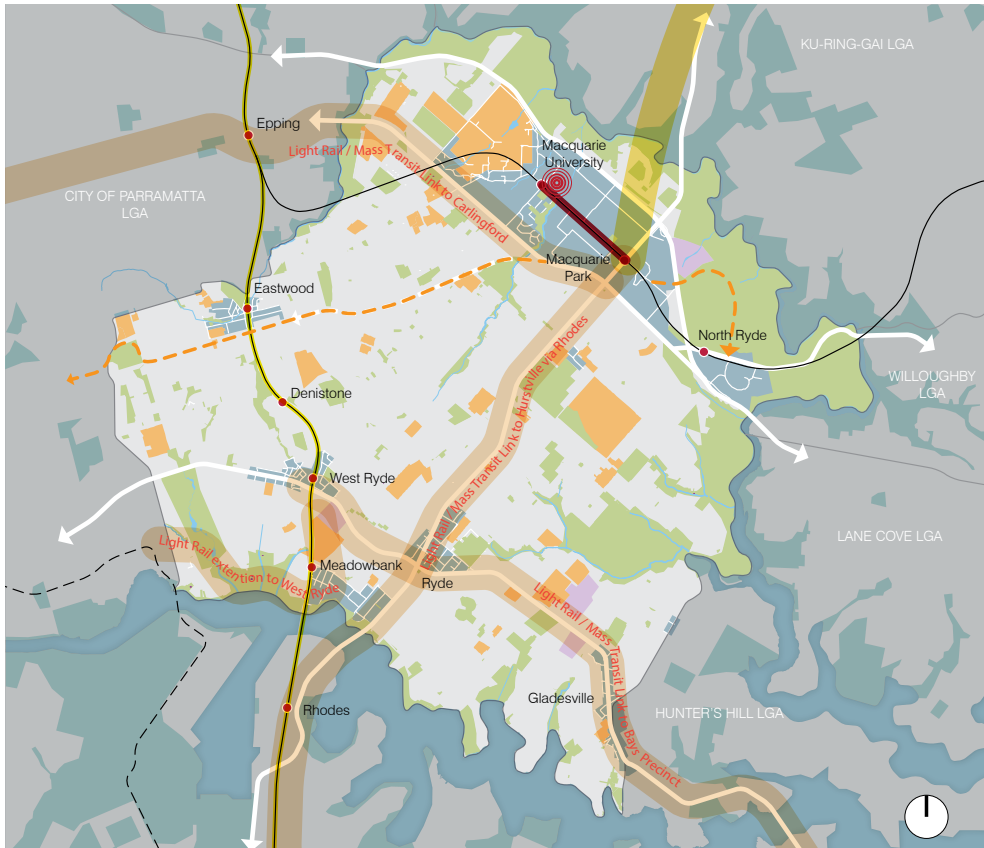 KU-RING-GAI LGA
Epping
Macquarie
University
Light Rail / Mass Transit Link to Carlingford
CITY OF PARRAMATTA
LGA
Macquarie
Park
Eastwood
North Ryde
Light Rail / Mass Transit Link to Hurstville via Rhodes
WILLOUGHBY
LGA
Denistone
West Ryde
LANE COVE LGA
Light Rail extention to West Ryde
Meadowbank
Ryde
Light Rail / Mass Transit Link to Bays Precinct
Gladesville
Rhodes
HUNTER'S HILL LGA